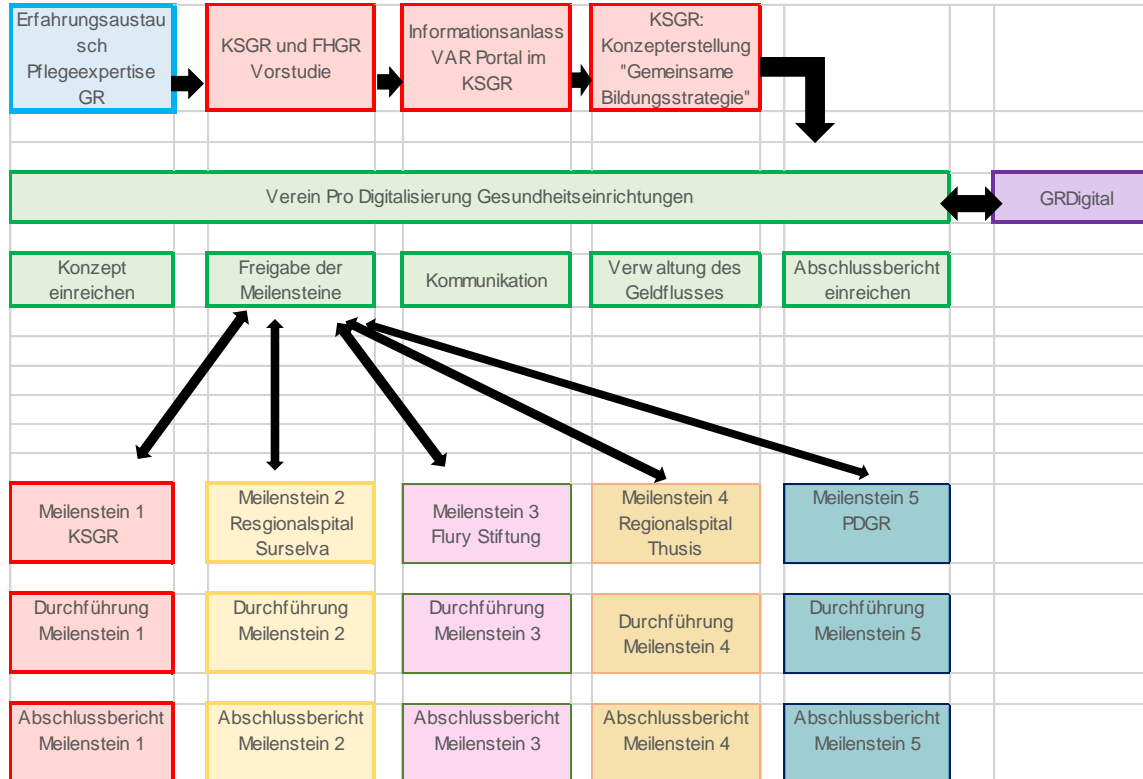 Erfahrungsaustau
sch
Pflegeexpertise
GR
KSGR und FHGR
Vorstudie
Informationsanlass
VAR Portal im
KSGR
KSGR:
Konzepterstellung
"Gemeinsame
Bildungsstrategie"
Verein Pro Digitalisierung Gesundheitseinrichtungen
GRDigital
Konzept
einreichen
Freigabe der
Meilensteine
Kommunikation
Verwaltung des
Geldflusses
Abschlussbericht
einreichen
Meilenstein 1
KSGR
Meilenstein 2
Resgionalspital
Surselva
Meilenstein 3
Flury Stiftung
Meilenstein 4
Regionalspital
Thusis
Meilenstein 5
PDGR
Durchführung
Meilenstein 1
Durchführung
Meilenstein 2
Durchführung
Meilenstein 3
Durchführung
Meilenstein 4
Durchführung
Meilenstein 5
Abschlussbericht
Meilenstein 1
Abschlussbericht
Meilenstein 2
Abschlussbericht
Meilenstein 3
Abschlussbericht
Meilenstein 4
Abschlussbericht
Meilenstein 5